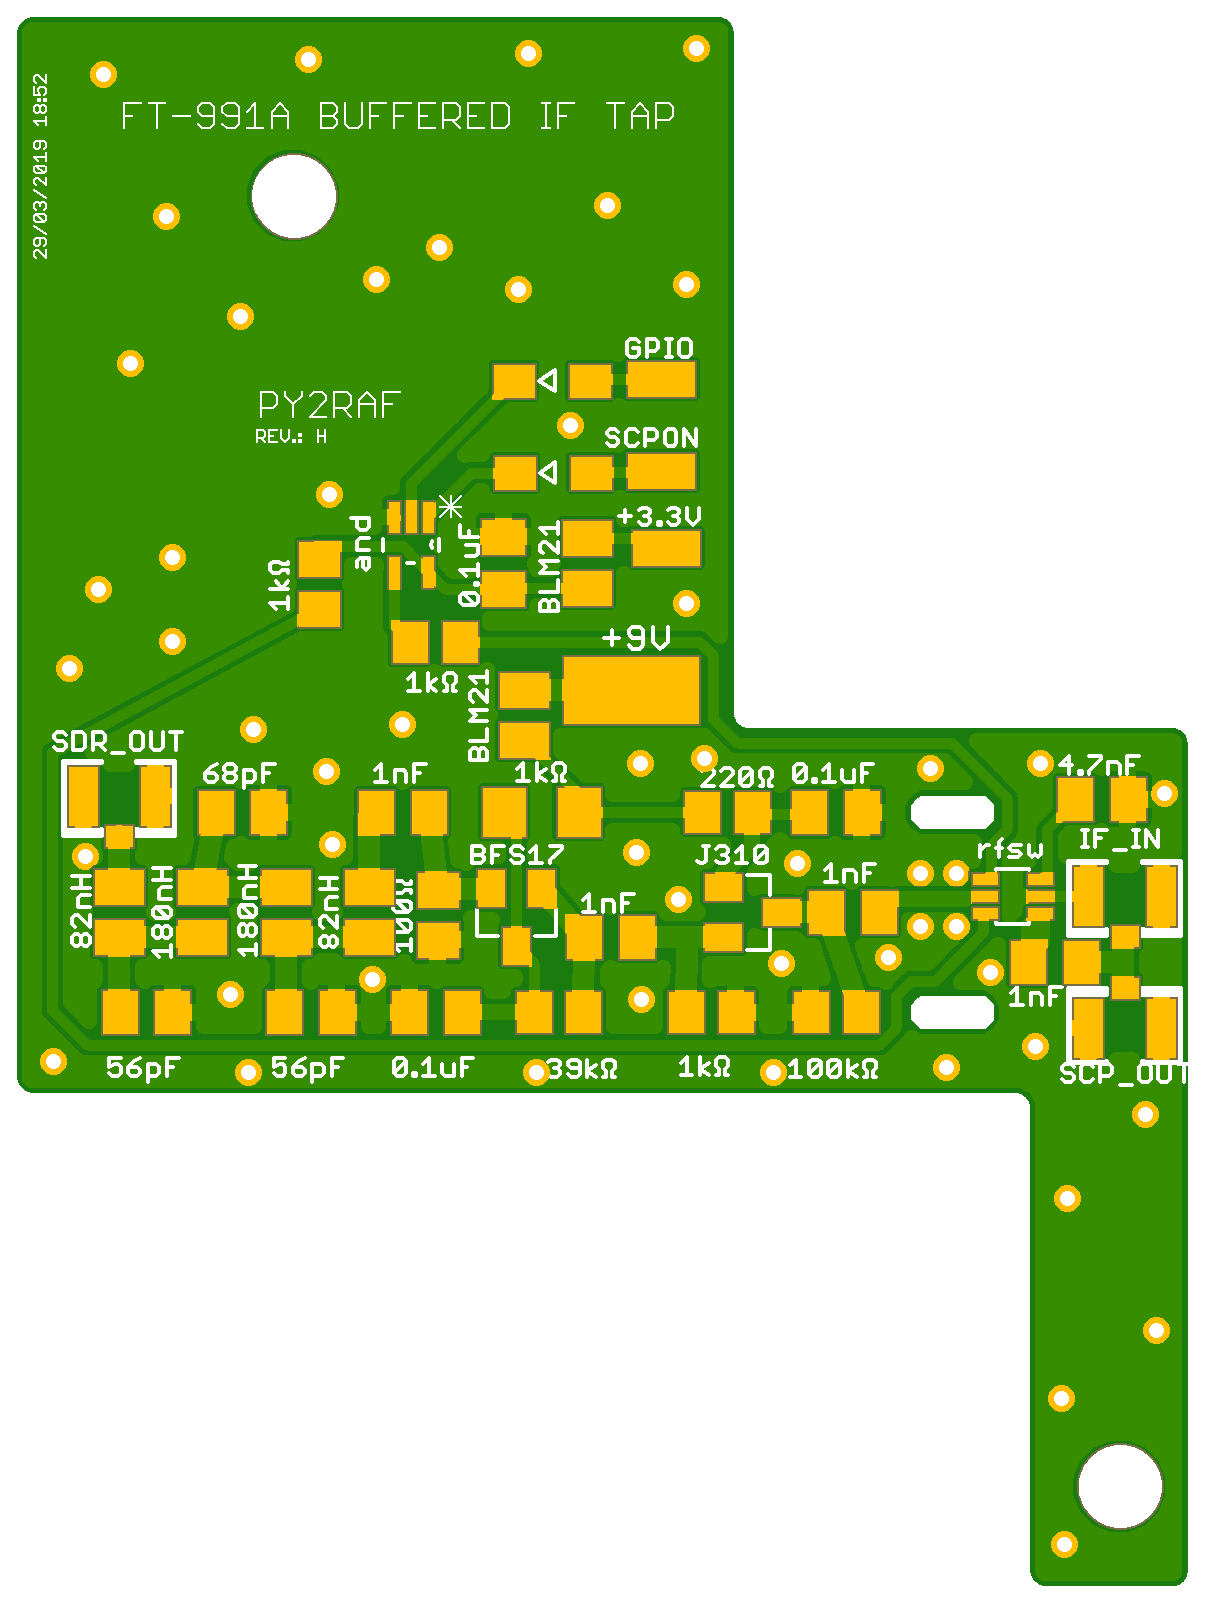 29/03/2019 18:52
FT-991A BUFFERED IF TAP
GPIO
PY2RAF
REV.: H
SCPON
+3.3V
and
0.1uF
BLM21
1kΩ
+9V
1kΩ
BLM21
SDR_OUT
68pF
1nF
1kΩ
220Ω
0.1uF
4.7nF
IF_IN
BFS17
J310
rfsw
1nF
82nH
180nH
180nH
82nH
100Ω
1nF
1nF
56pF
56pF
0.1uF
39kΩ
1kΩ
100kΩ
SCP_OUT